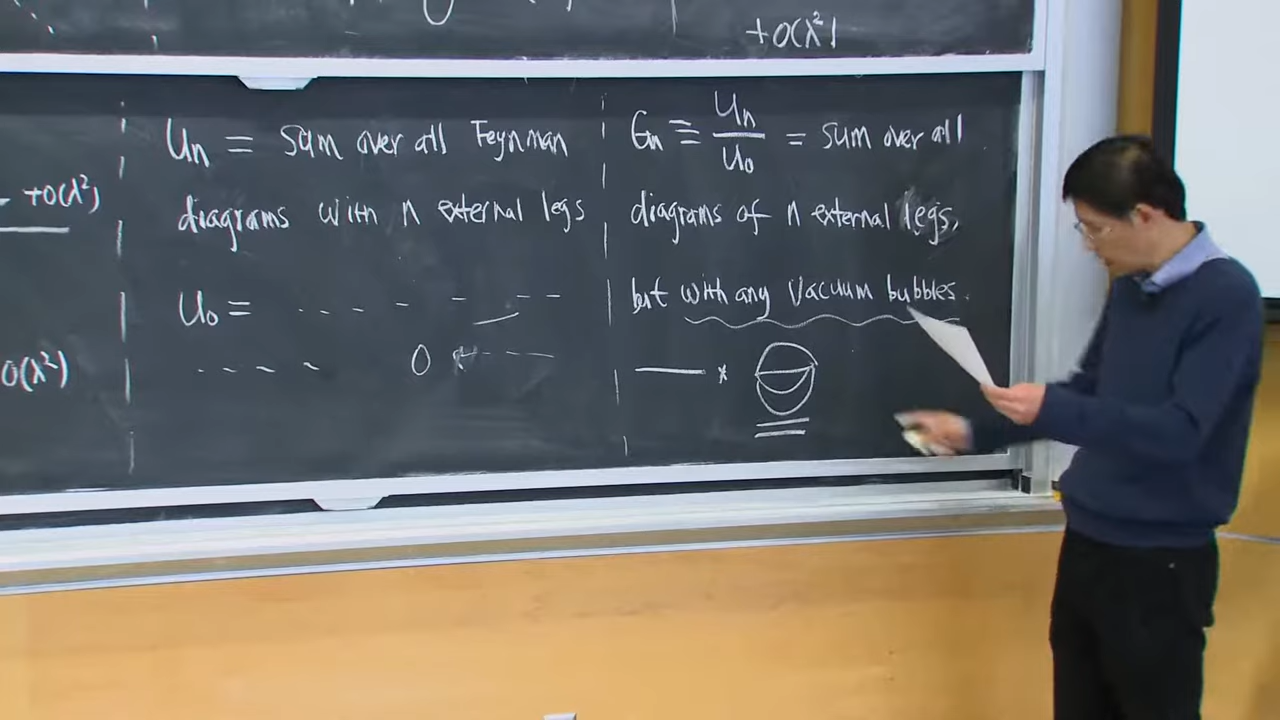 +O(λ²)
+O(λ²)
O(λ²)
Un = sum over all Feynman
diagrams with n external legs
U0 = ... - - - -
.... 0 - - - -
Gn ≡ Un/U0 = sum over all
diagrams of n external legs,
but with any vacuum bubbles.
*